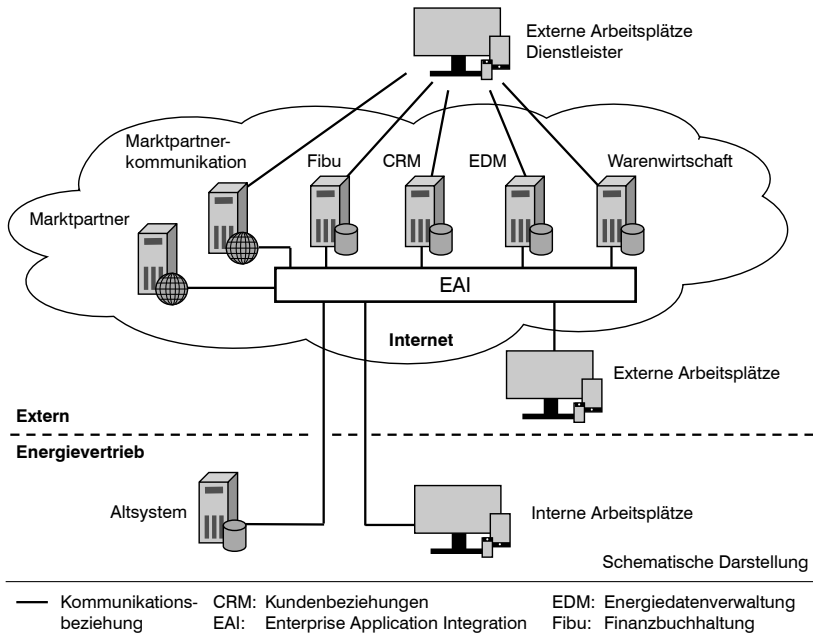 Externe Arbeitsplätze
Dienstleister
Marktpartner-
kommunikation
Fibu
CRM
EDM
Warenwirtschaft
Marktpartner
EAI
Internet
Externe Arbeitsplätze
Extern
Energievertrieb
Altsystem
Interne Arbeitsplätze
Schematische Darstellung
Kommunikations-
beziehung
CRM: Kundenbeziehungen
EAI: Enterprise Application Integration
EDM: Energiedatenverwaltung
Fibu: Finanzbuchhaltung